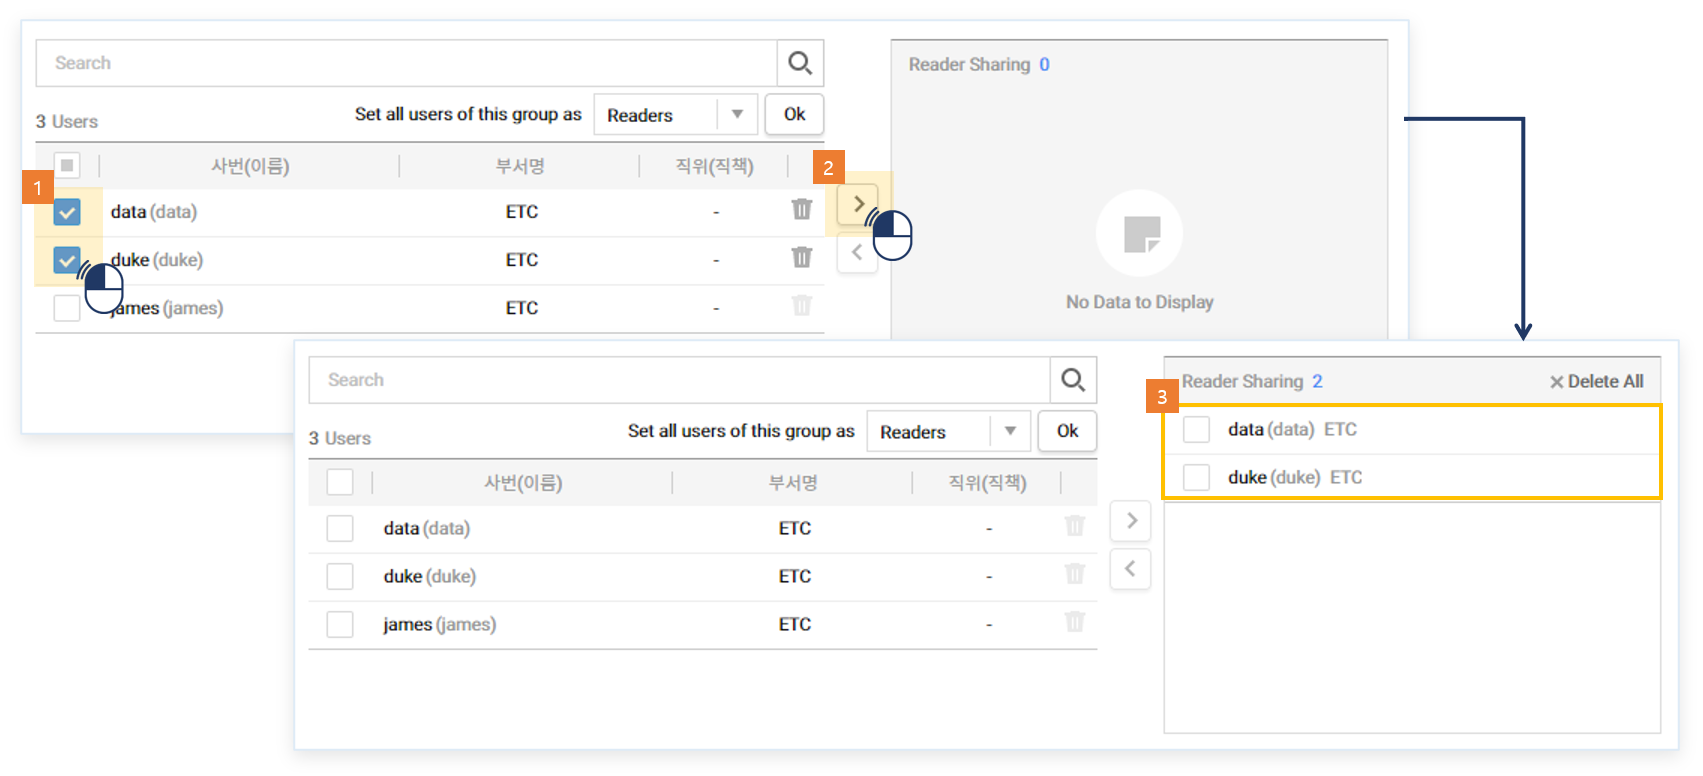 Search
Reader Sharing 0
3 Users Set all users of this group as Readers Ok
사번(이름) 부서명 직위(직책)
1
2
data (data) ETC -
duke (duke) ETC -
james (james) ETC -
No Data to Display
Search
Reader Sharing 2 Delete All
3
3 Users Set all users of this group as Readers Ok
data (data) ETC
duke (duke) ETC
사번(이름) 부서명 직위(직책)
data (data) ETC -
duke (duke) ETC -
james (james) ETC -